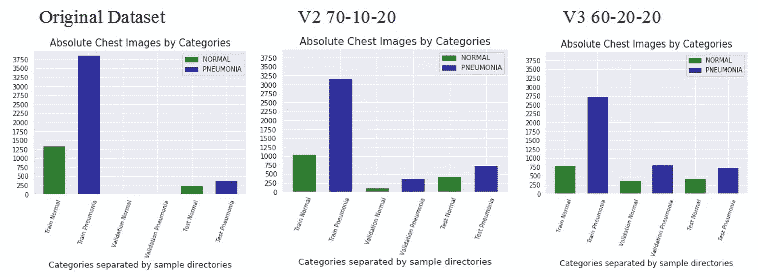 Original Dataset
Absolute Chest Images by Categories
NORMAL
PNEUMONIA
3750
3500
3250
3000
2750
2500
2250
2000
1750
1500
1250
1000
750
500
250
0
Train Normal
Train Pneumonia
Validation Normal
Validation Pneumonia
Test Normal
Test Pneumonia
Categories separated by sample directories
V2 70-10-20
Absolute Chest Images by Categories
NORMAL
PNEUMONIA
3750
3500
3250
3000
2750
2500
2250
2000
1750
1500
1250
1000
750
500
250
0
Train Normal
Train Pneumonia
Validation Normal
Validation Pneumonia
Test Normal
Test Pneumonia
Categories separated by sample directories
V3 60-20-20
Absolute Chest Images by Categories
NORMAL
PNEUMONIA
3750
3500
3250
3000
2750
2500
2250
2000
1750
1500
1250
1000
750
500
250
0
Train Normal
Train Pneumonia
Validation Normal
Validation Pneumonia
Test Normal
Test Pneumonia
Categories separated by sample directories